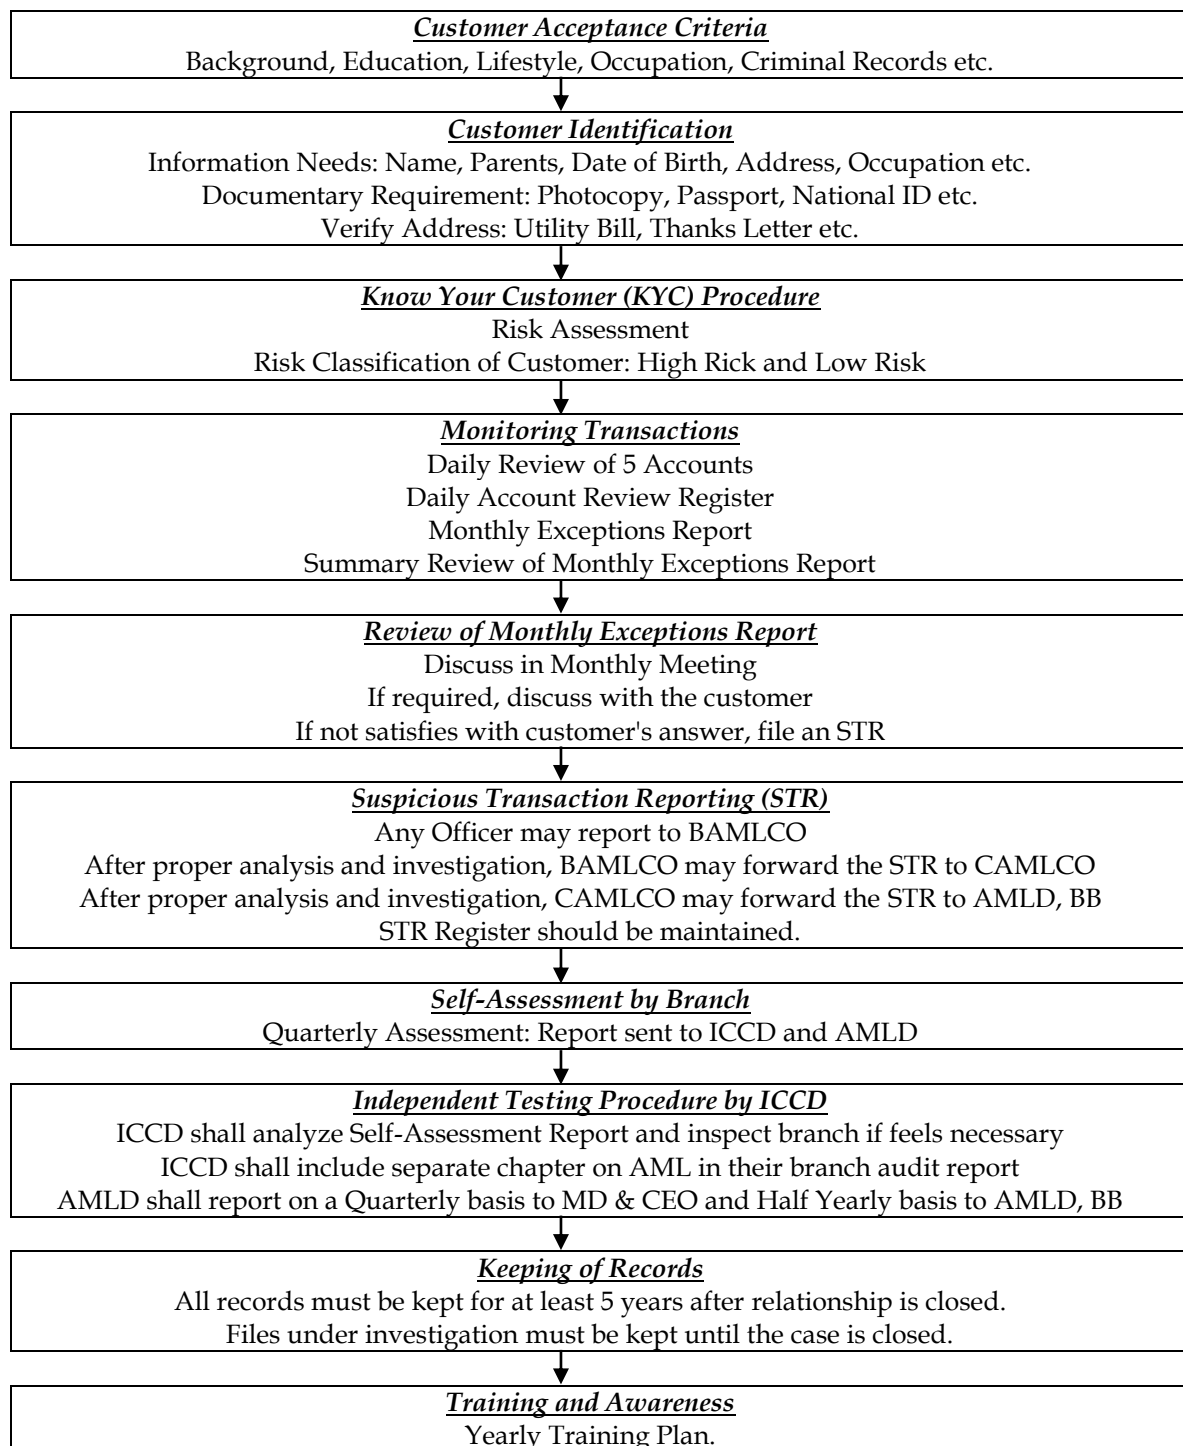 Customer Acceptance Criteria
Background, Education, Lifestyle, Occupation, Criminal Records etc.
Customer Identification
Information Needs: Name, Parents, Date of Birth, Address, Occupation etc.
Documentary Requirement: Photocopy, Passport, National ID etc.
Verify Address: Utility Bill, Thanks Letter etc.
Know Your Customer (KYC) Procedure
Risk Assessment
Risk Classification of Customer: High Rick and Low Risk
Monitoring Transactions
Daily Review of 5 Accounts
Daily Account Review Register
Monthly Exceptions Report
Summary Review of Monthly Exceptions Report
Review of Monthly Exceptions Report
Discuss in Monthly Meeting
If required, discuss with the customer
If not satisfies with customer's answer, file an STR
Suspicious Transaction Reporting (STR)
Any Officer may report to BAMLCO
After proper analysis and investigation, BAMLCO may forward the STR to CAMLCO
After proper analysis and investigation, CAMLCO may forward the STR to AMLD, BB
STR Register should be maintained.
Self-Assessment by Branch
Quarterly Assessment: Report sent to ICCD and AMLD
Independent Testing Procedure by ICCD
ICCD shall analyze Self-Assessment Report and inspect branch if feels necessary
ICCD shall include separate chapter on AML in their branch audit report
AMLD shall report on a Quarterly basis to MD & CEO and Half Yearly basis to AMLD, BB
Keeping of Records
All records must be kept for at least 5 years after relationship is closed.
Files under investigation must be kept until the case is closed.
Training and Awareness
Yearly Training Plan.